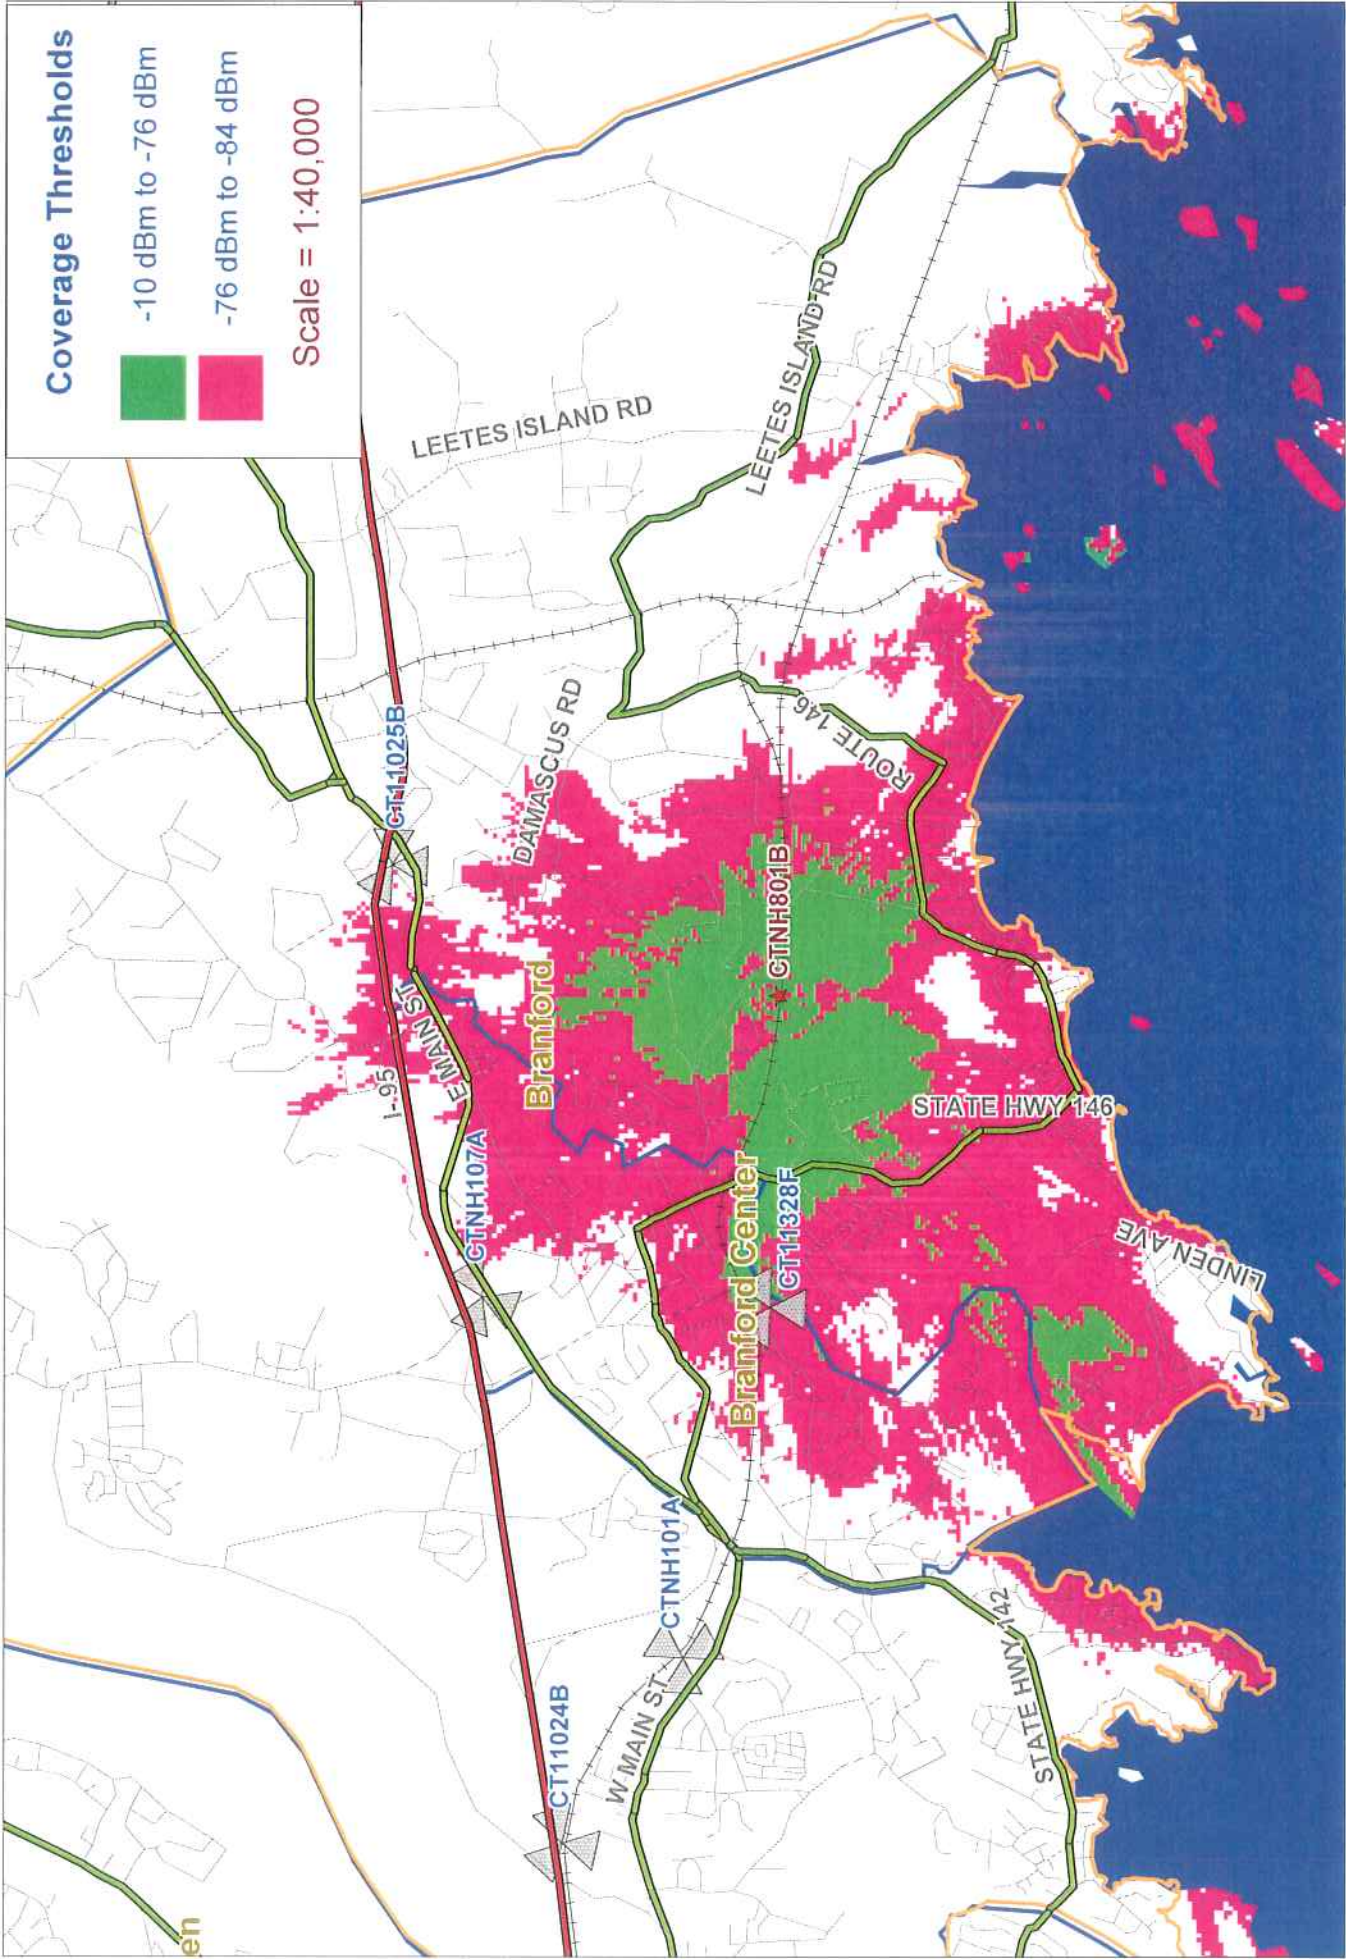 Coverage Thresholds
-10 dBm to -76 dBm
-76 dBm to -84 dBm
Scale = 1:40,000
LEETES ISLAND RD
LEETES ISLAND RD
CT11025B
DAMASCUS RD
ROUTE 146
CTNH801B
Branford
E MAIN ST
I-95
STATE HWY 146
CTNH107A
Branford Center
CT11328F
LINDEN AVE
CTNH101A
CT11024B
W MAIN ST
STATE HWY 142
en